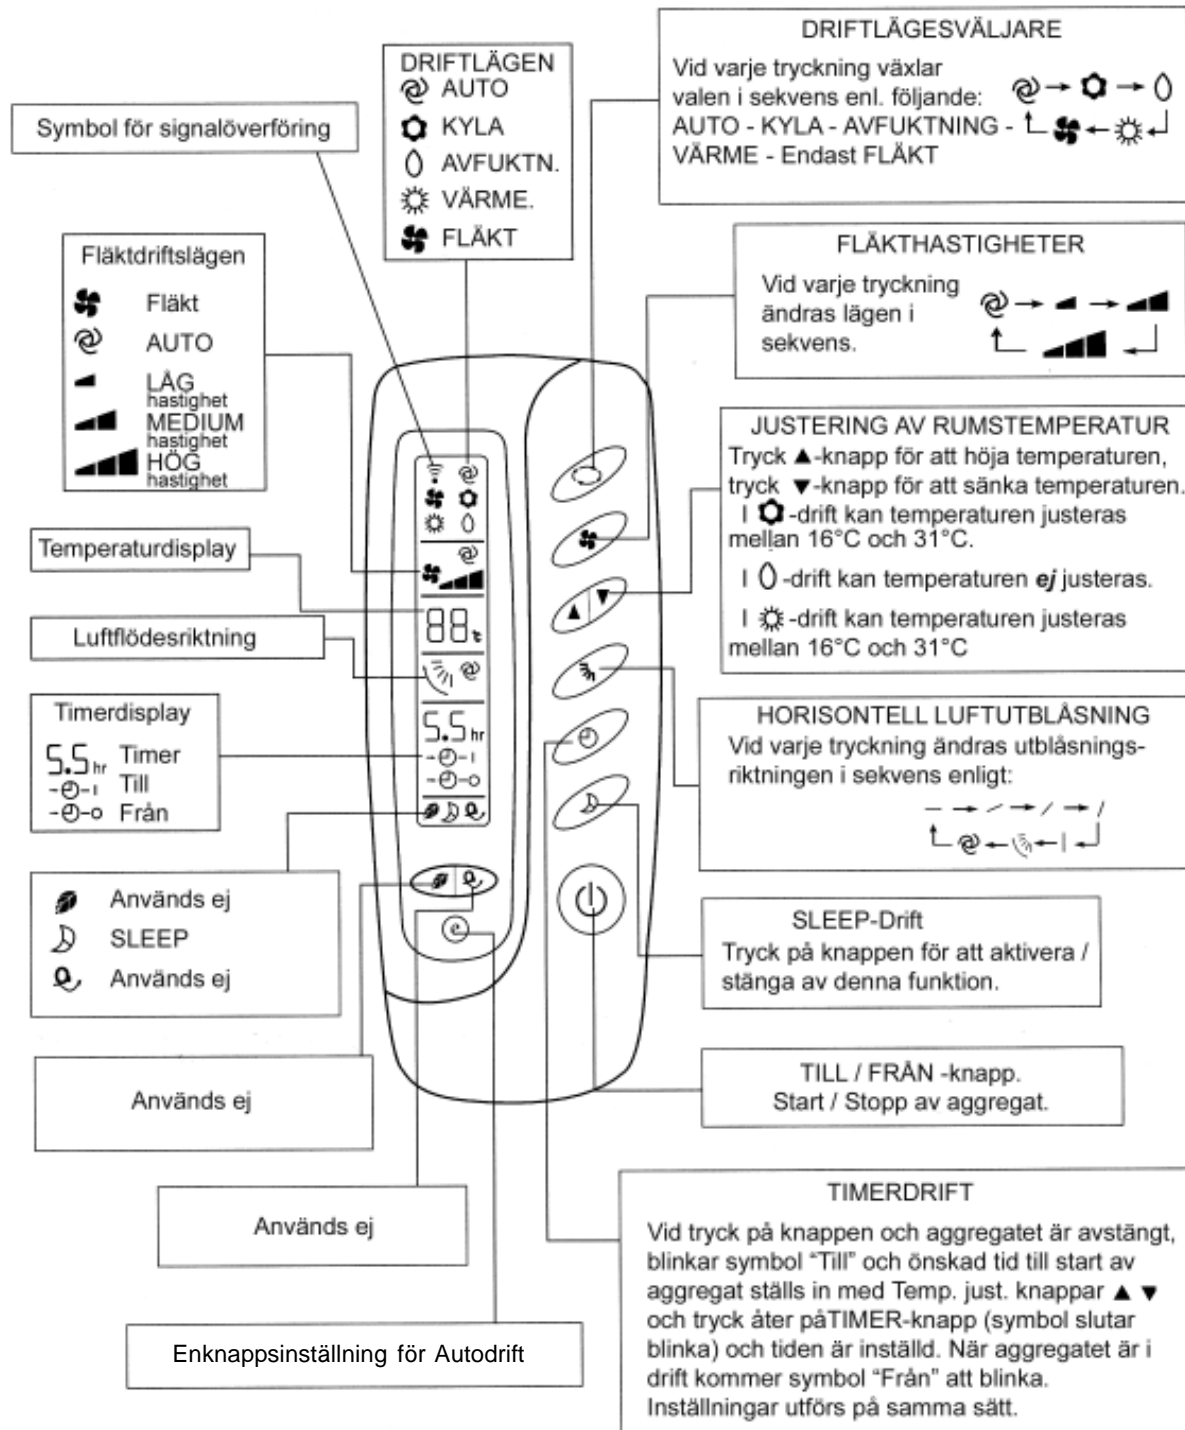 DRIFTLÄGESVÄLJARE
Vid varje tryckning växlar
valen i sekvens enl. följande:
AUTO - KYLA - AVFUKTNING -
VÄRME - Endast FLÄKT
DRIFTLÄGEN
AUTO
KYLA
AVFUKTN.
VÄRME.
FLÄKT
Symbol för signalöverföring
Fläktdriftslägen
Fläkt
AUTO
LÅG
hastighet
MEDIUM
hastighet
HÖG
hastighet
FLÄKTHASTIGHETER
Vid varje tryckning
ändras lägen i
sekvens.
JUSTERING AV RUMSTEMPERATUR
Tryck ▲-knapp för att höja temperaturen,
tryck ▼-knapp för att sänka temperaturen.
I -drift kan temperaturen justeras
mellan 16°C och 31°C.
I -drift kan temperaturen ej justeras.
I -drift kan temperaturen justeras
mellan 16°C och 31°C
Temperaturdisplay
88 °C
Luftflödesriktning
Timerdisplay
5.5 hr Timer
Till
Från
5.5 hr
HORISONTELL LUFTUTBLÅSNING
Vid varje tryckning ändras utblåsnings-
riktningen i sekvens enligt:
Används ej
SLEEP
Används ej
SLEEP-Drift
Tryck på knappen för att aktivera /
stänga av denna funktion.
Används ej
TILL / FRÅN -knapp.
Start / Stopp av aggregat.
Används ej
TIMERDRIFT
Vid tryck på knappen och aggregatet är avstängt,
blinkar symbol “Till” och önskad tid till start av
aggregat ställs in med Temp. just. knappar ▲ ▼
och tryck åter påTIMER-knapp (symbol slutar
blinka) och tiden är inställd. När aggregatet är i
drift kommer symbol “Från” att blinka.
Inställningar utförs på samma sätt.
Enknappsinställning för Autodrift